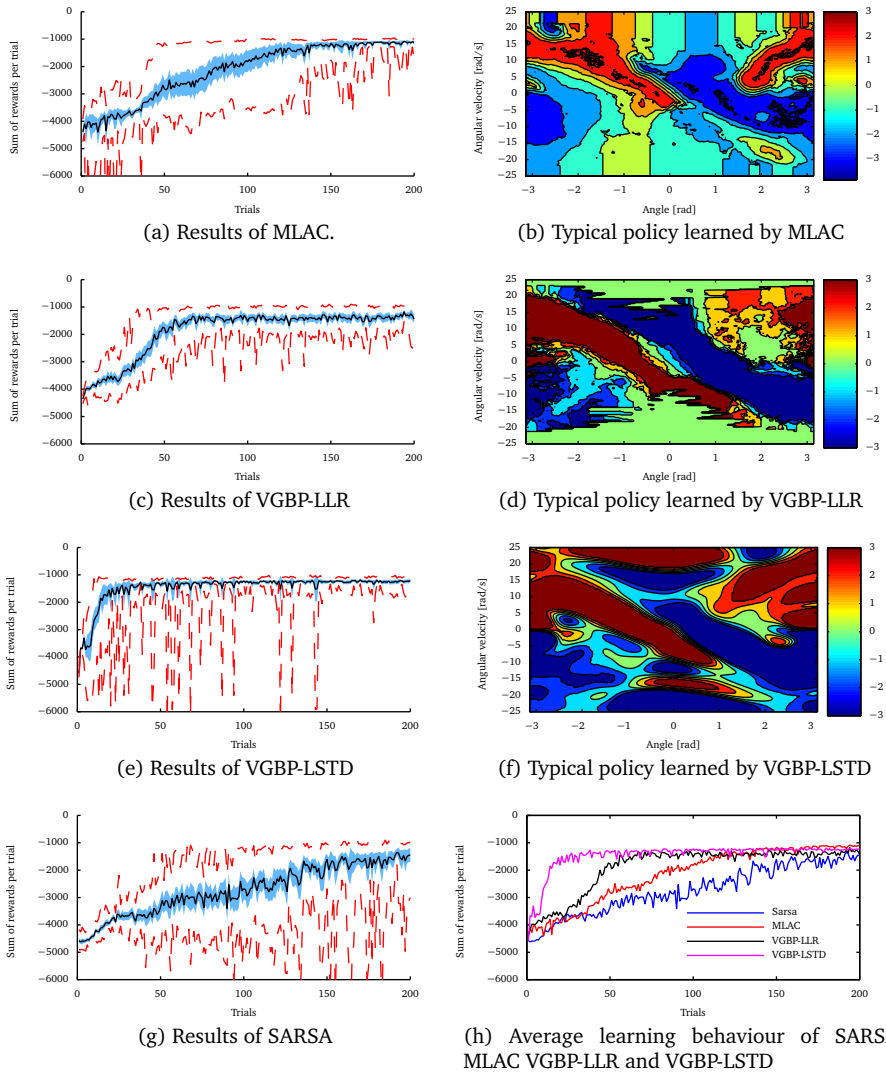 0
−1000
−2000
−3000
−4000
−5000
−6000
0 50 100 150 200
Sum of rewards per trial
Trials
(a) Results of MLAC.
25
20
15
10
5
0
−5
−10
−15
−20
−25
−3 −2 −1 0 1 2 3
Angular velocity [rad/s]
Angle [rad]
3
2
1
0
−1
−2
−3
(b) Typical policy learned by MLAC
0
−1000
−2000
−3000
−4000
−5000
−6000
0 50 100 150 200
Sum of rewards per trial
Trials
(c) Results of VGBP-LLR
25
20
15
10
5
0
−5
−10
−15
−20
−25
−3 −2 −1 0 1 2 3
Angular velocity [rad/s]
Angle [rad]
3
2
1
0
−1
−2
−3
(d) Typical policy learned by VGBP-LLR
0
−1000
−2000
−3000
−4000
−5000
−6000
0 50 100 150 200
Sum of rewards per trial
Trials
(e) Results of VGBP-LSTD
25
20
15
10
5
0
−5
−10
−15
−20
−25
−3 −2 −1 0 1 2 3
Angular velocity [rad/s]
Angle [rad]
3
2
1
0
−1
−2
−3
(f) Typical policy learned by VGBP-LSTD
0
−1000
−2000
−3000
−4000
−5000
−6000
0 50 100 150 200
Sum of rewards per trial
Trials
(g) Results of SARSA
0
−1000
−2000
−3000
−4000
−5000
−6000
0 50 100 150 200
Sum of rewards per trial
Trials
Sarsa
MLAC
VGBP-LLR
VGBP-LSTD
(h) Average learning behaviour of SARS
MLAC VGBP-LLR and VGBP-LSTD